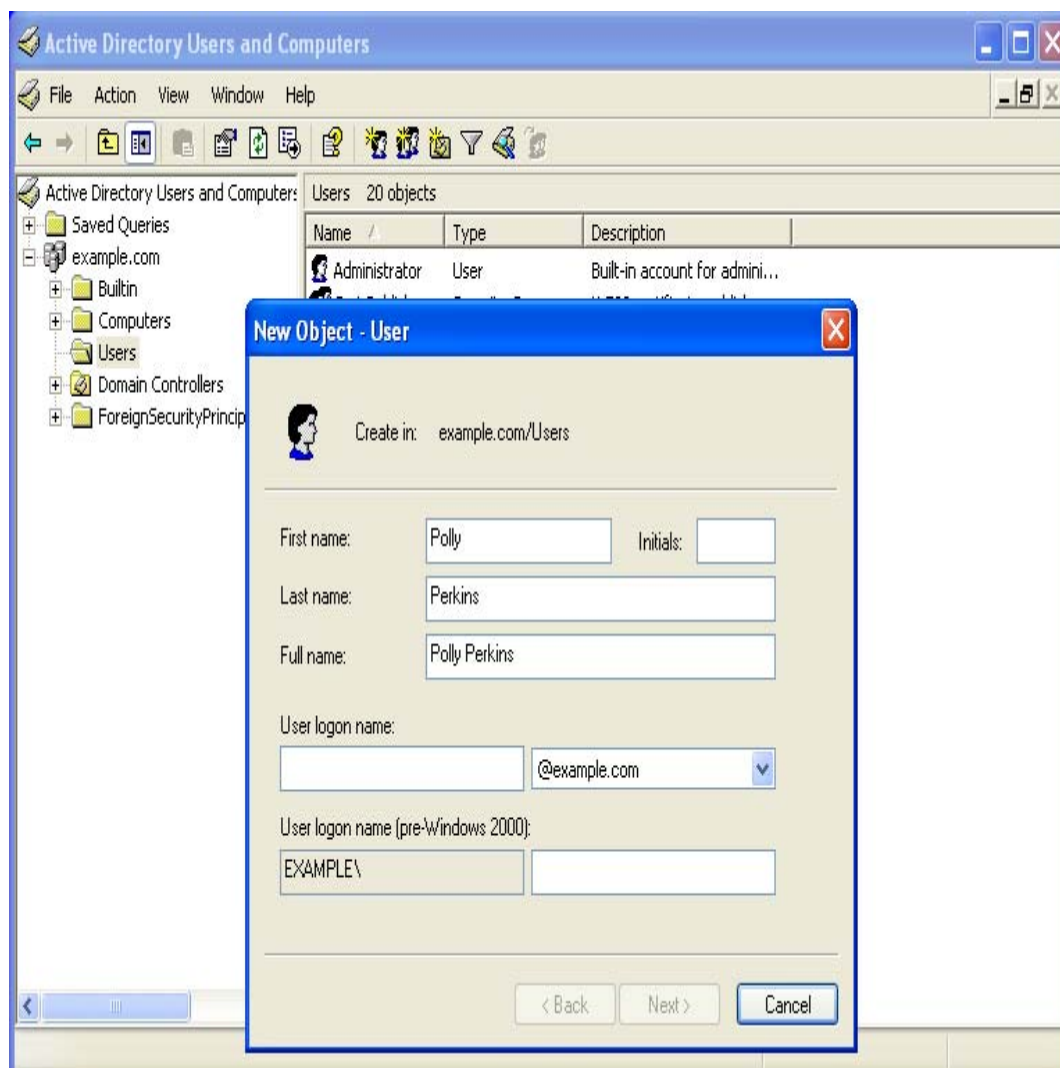 Active Directory Users and Computers
File Action View Window Help
Active Directory Users and Computers
Saved Queries
example.com
Builtin
Computers
Users
Domain Controllers
ForeignSecurityPrincip
Users 20 objects
Name Type Description
Administrator User Built-in account for admini...
New Object - User
Create in: example.com/Users
First name: Polly Initials:
Last name: Perkins
Full name: Polly Perkins
User logon name:
@example.com
User logon name (pre-Windows 2000):
EXAMPLE\
< Back Next > Cancel